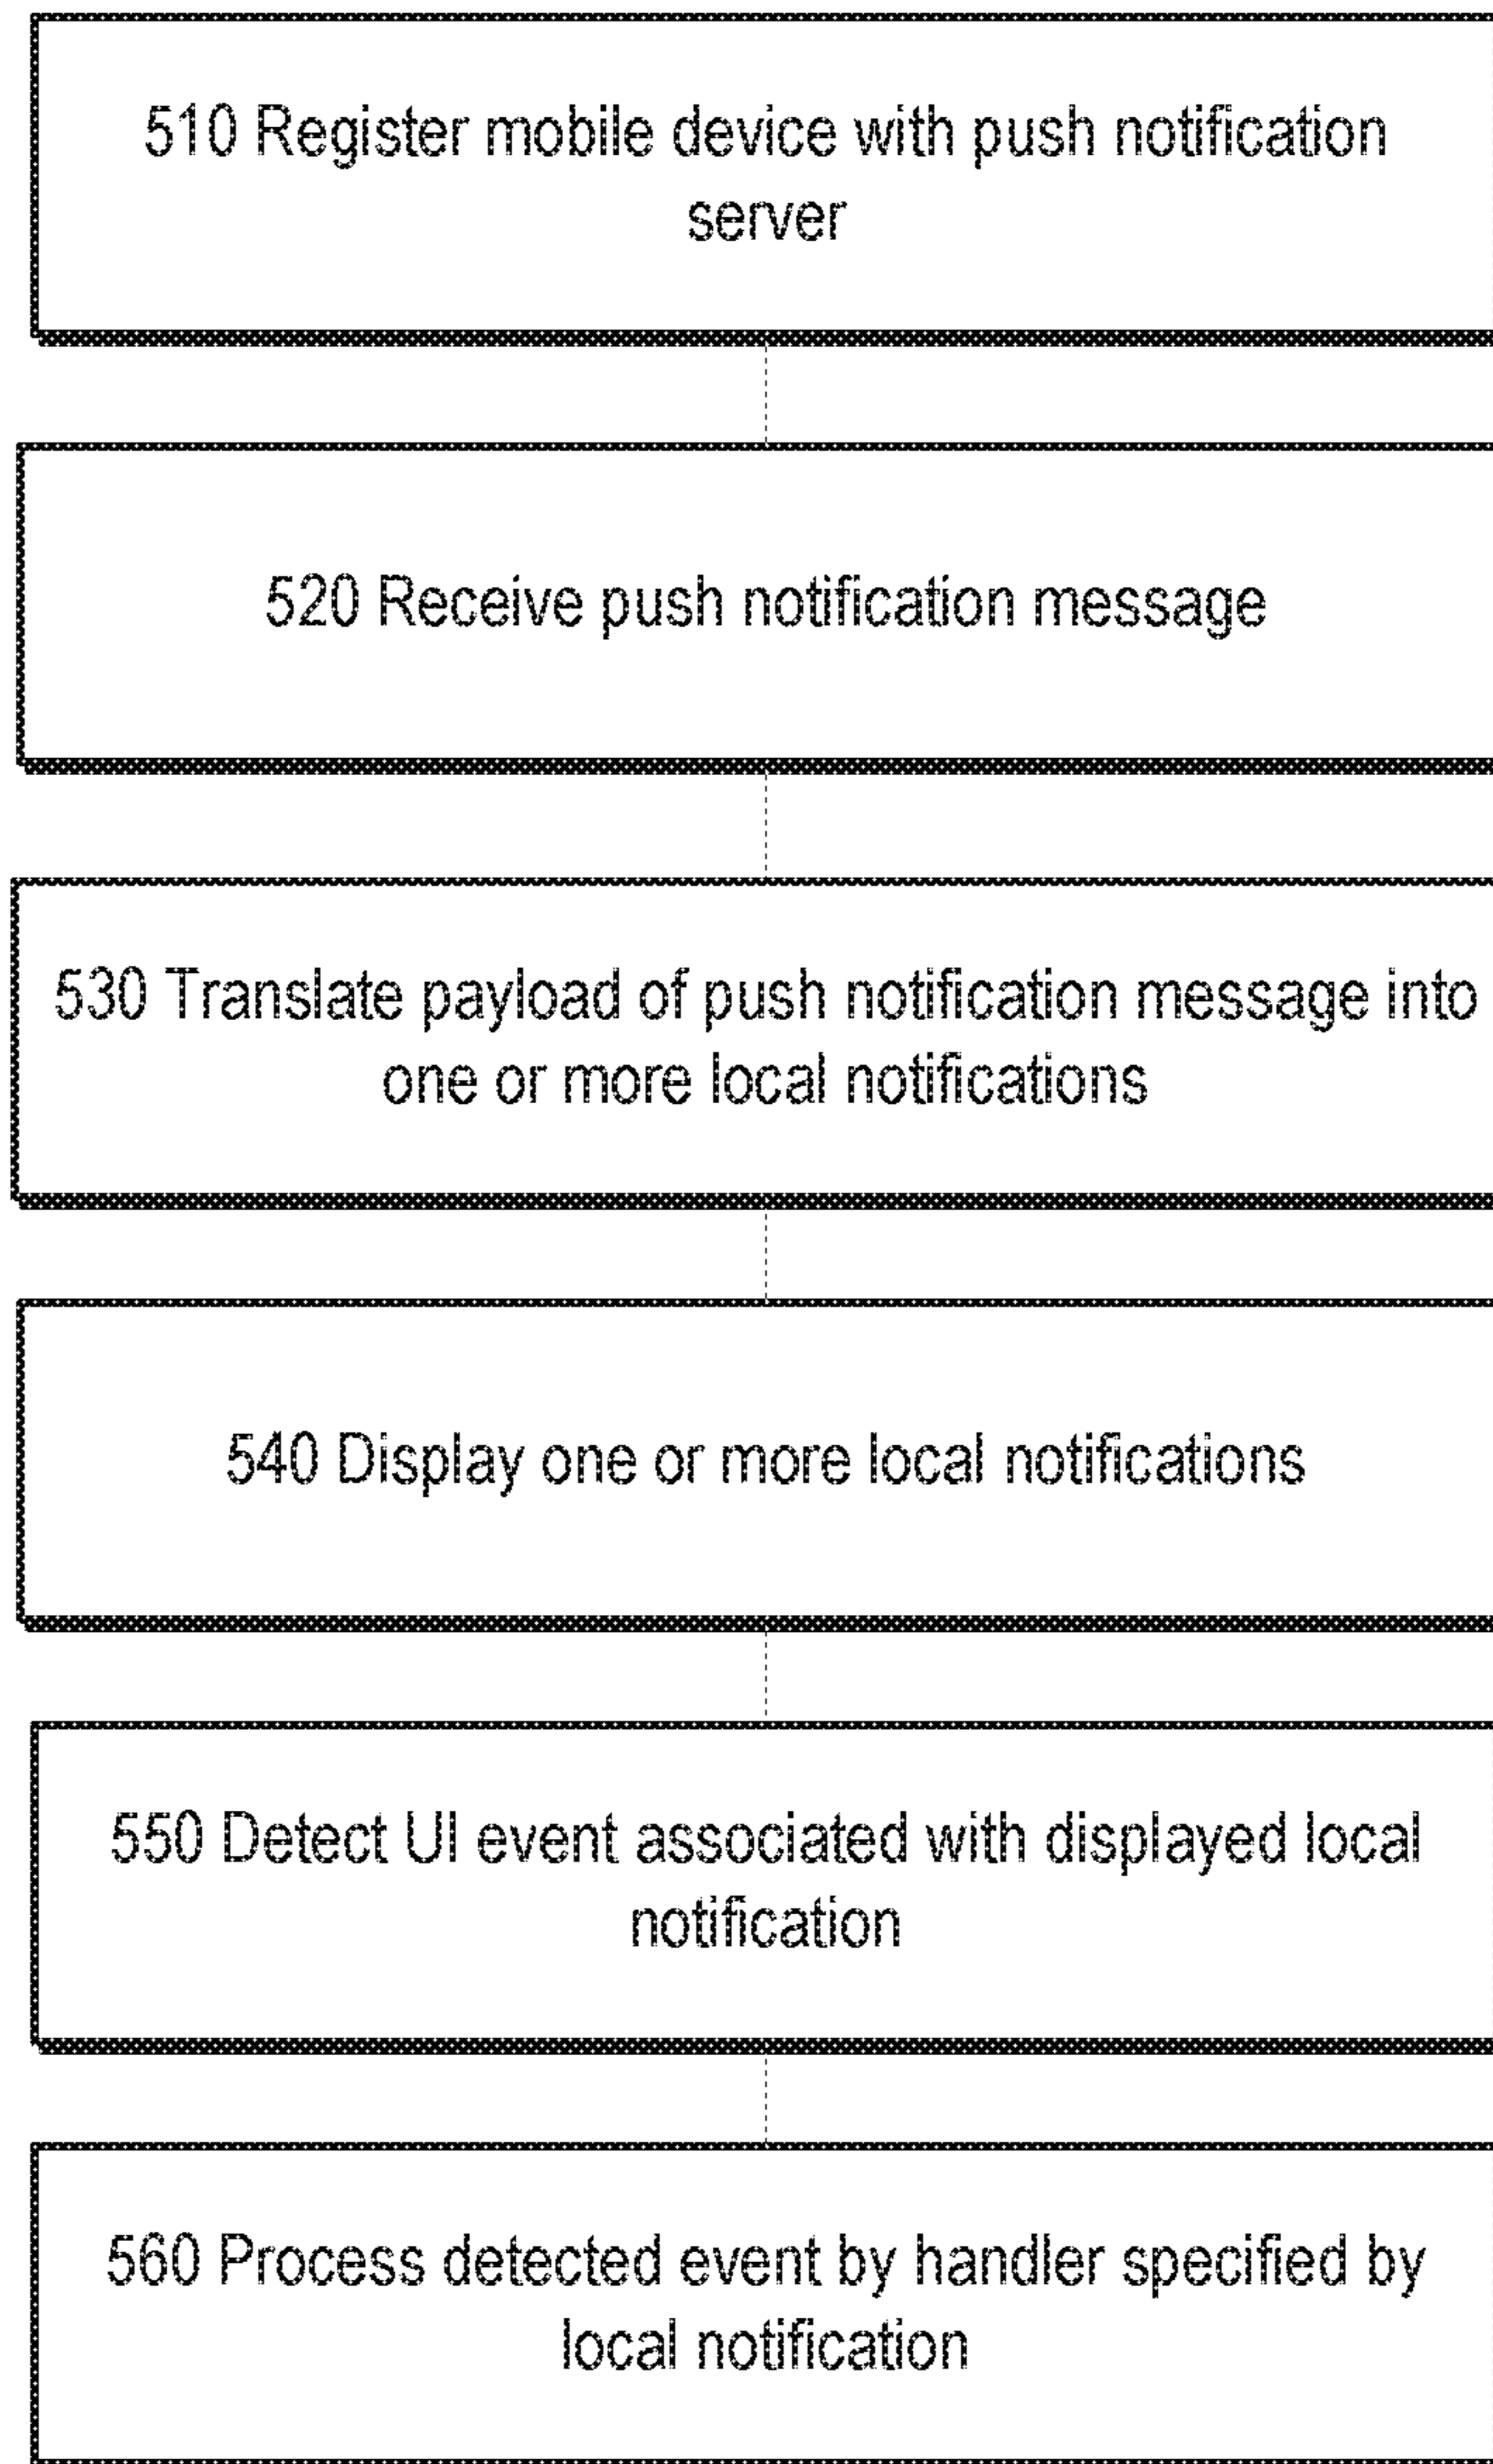 510 Register mobile device with push notification
server
520 Receive push notification message
530 Translate payload of push notification message into
one or more local notifications
540 Display one or more local notifications
550 Detect UI event associated with displayed local
notification
560 Process detected event by handler specified by
local notification